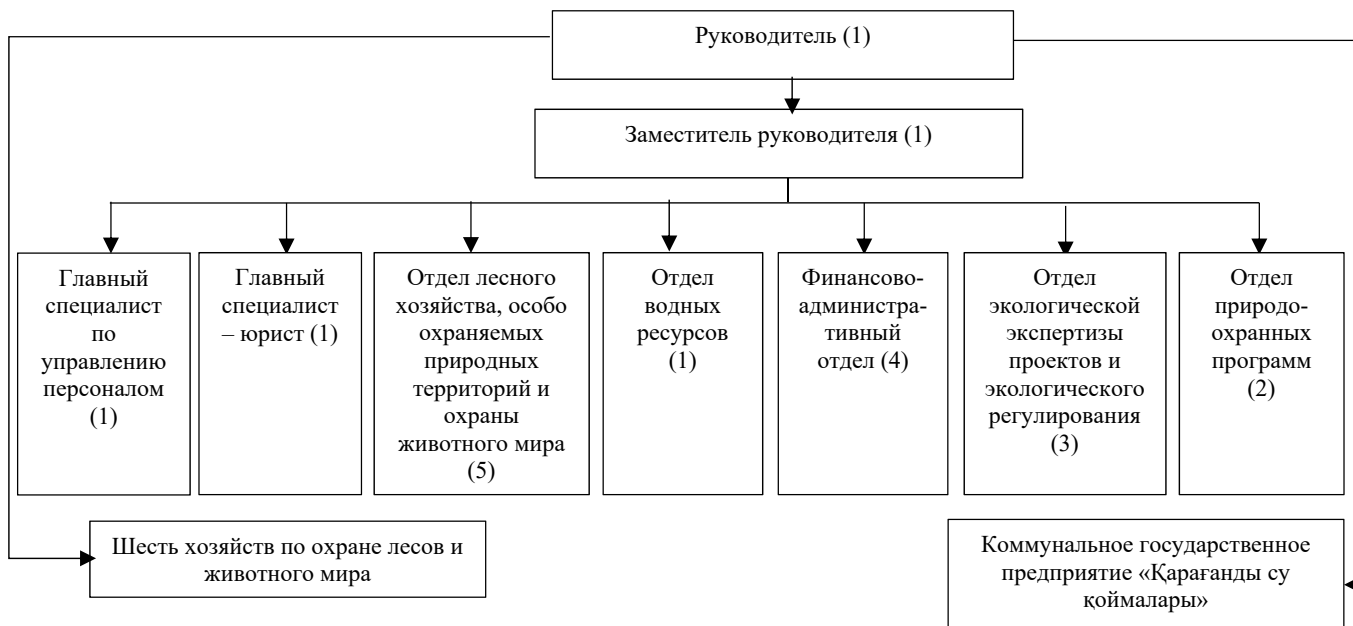 Руководитель (1)
Заместитель руководителя (1)
Главный
специалист
по
управлению
персоналом
(1)
Главный
специалист
– юрист (1)
Отдел лесного
хозяйства, особо
охраняемых
природных
территорий и
охраны
животного мира
(5)
Отдел
водных
ресурсов
(1)
Финансово-
администра-
тивный
отдел (4)
Отдел
экологической
экспертизы
проектов и
экологического
регулирования
(3)
Отдел
природо-
охранных
программ
(2)
Шесть хозяйств по охране лесов и
животного мира
Коммунальное государственное
предприятие «Қарағанды су
қоймалары»